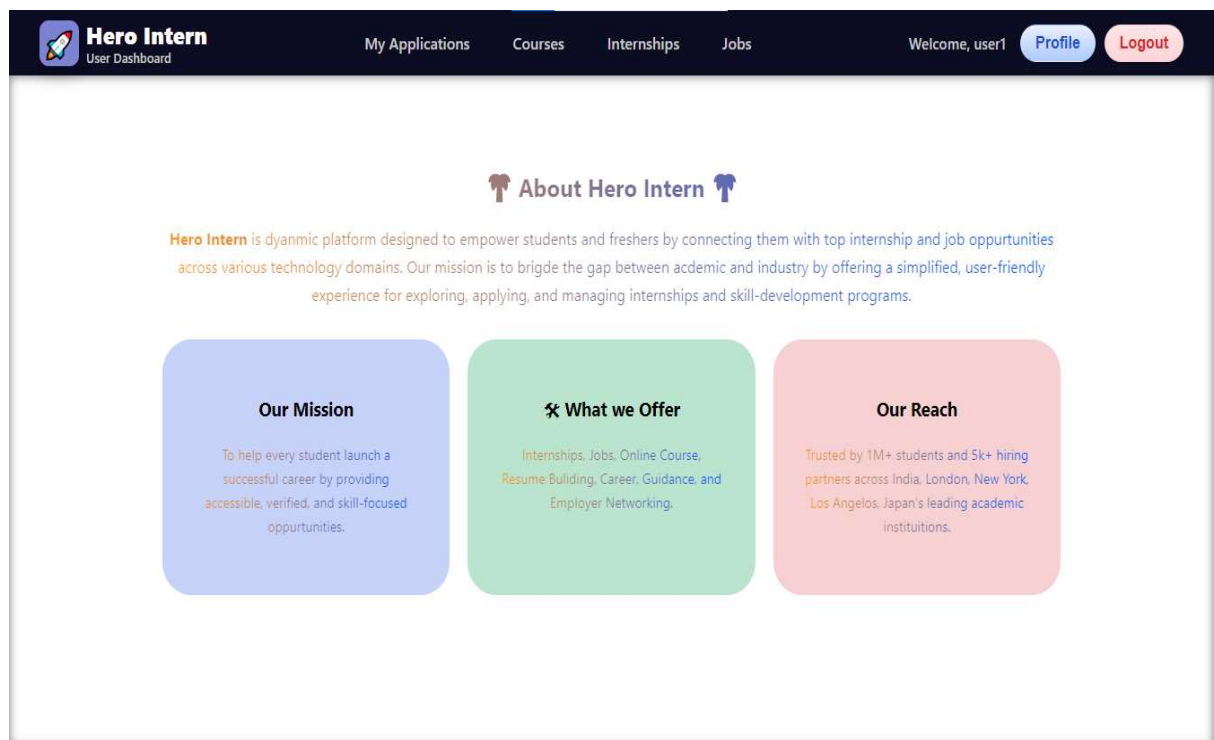 Hero Intern
User Dashboard
My Applications Courses Internships Jobs
Welcome, user1 Profile Logout
About Hero Intern
Hero Intern is dyanmic platform designed to empower students and freshers by connecting them with top internship and job oppurtunities
across various technology domains. Our mission is to brigde the gap between acdemic and industry by offering a simplified, user-friendly
experience for exploring, applying, and managing internships and skill-development programs.
Our Mission
To help every student launch a
successful career by providing
accessible, verified, and skill-focused
oppurtunities.
🛠 What we Offer
Internships, Jobs, Online Course,
Resume Buliding, Career, Guidance, and
Employer Networking.
Our Reach
Trusted by 1M+ students and 5k+ hiring
partners across India, London, New York,
Los Angelos, Japan's leading academic
instituitions.